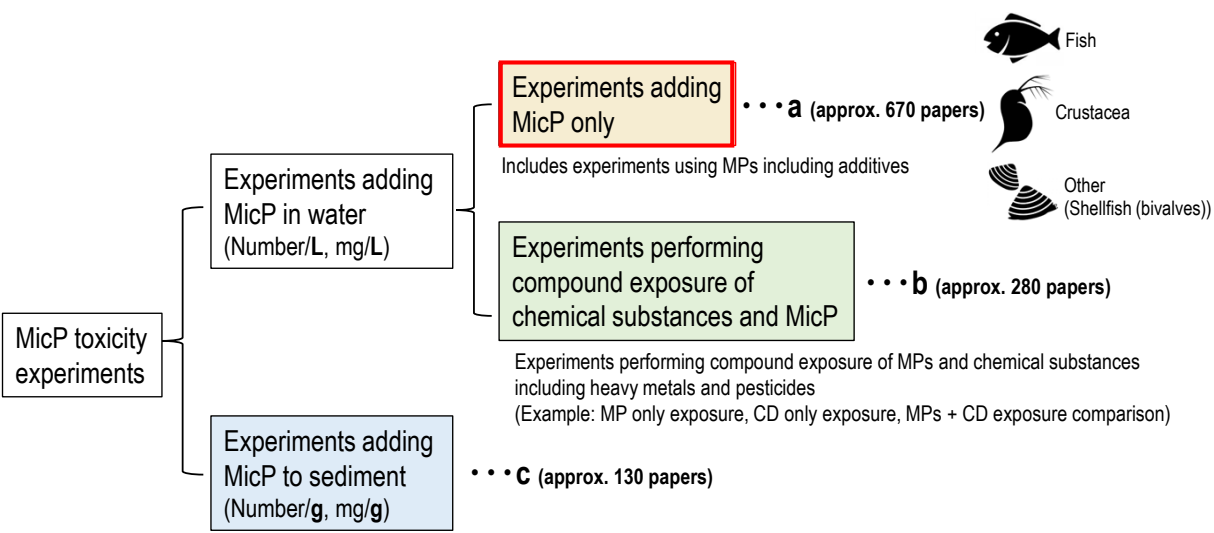 MicP toxicity
experiments
Experiments adding
MicP in water
(Number/L, mg/L)
Experiments adding
MicP only
···a (approx. 670 papers)
Includes experiments using MPs including additives
Fish
Crustacea
Other
(Shellfish (bivalves))
Experiments performing
compound exposure of
chemical substances and MicP
···b (approx. 280 papers)
Experiments performing compound exposure of MPs and chemical substances
including heavy metals and pesticides
(Example: MP only exposure, CD only exposure, MPs + CD exposure comparison)
Experiments adding
MicP to sediment
(Number/g, mg/g)
···c (approx. 130 papers)